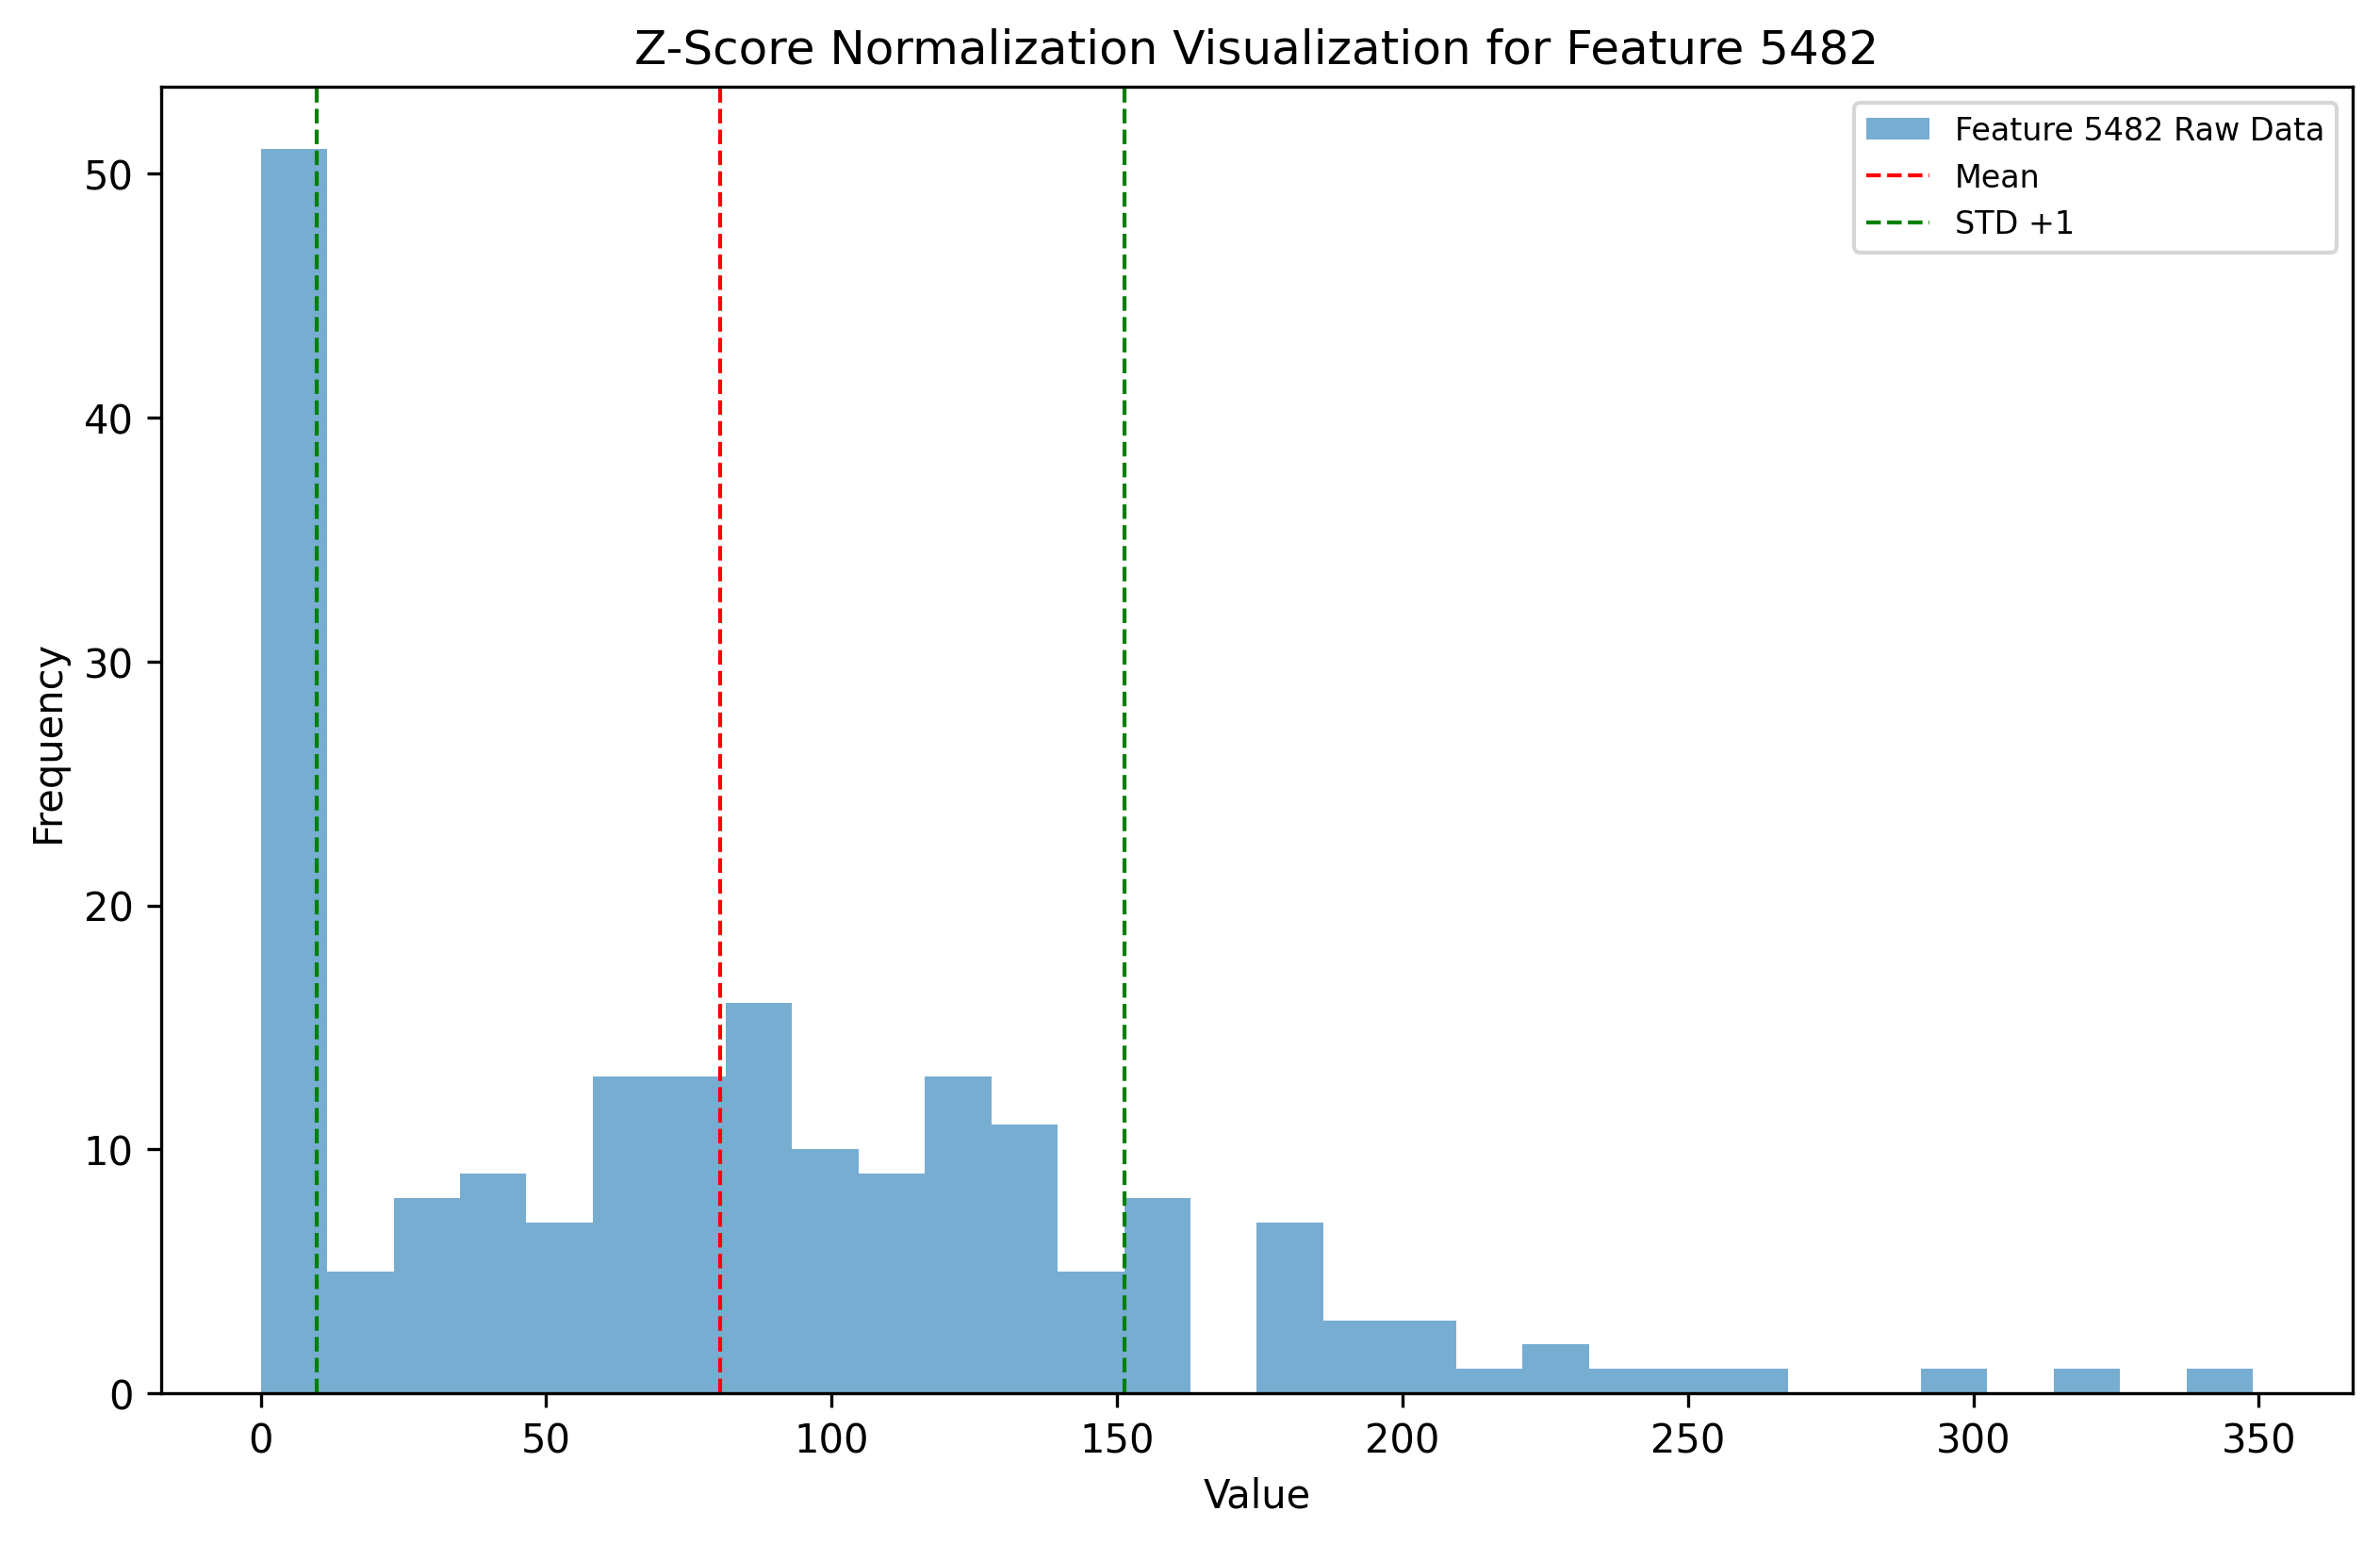 Z-Score Normalization Visualization for Feature 5482
Feature 5482 Raw Data
Mean
STD +1
Frequency
50
40
30
20
10
0
0 50 100 150 200 250 300 350
Value